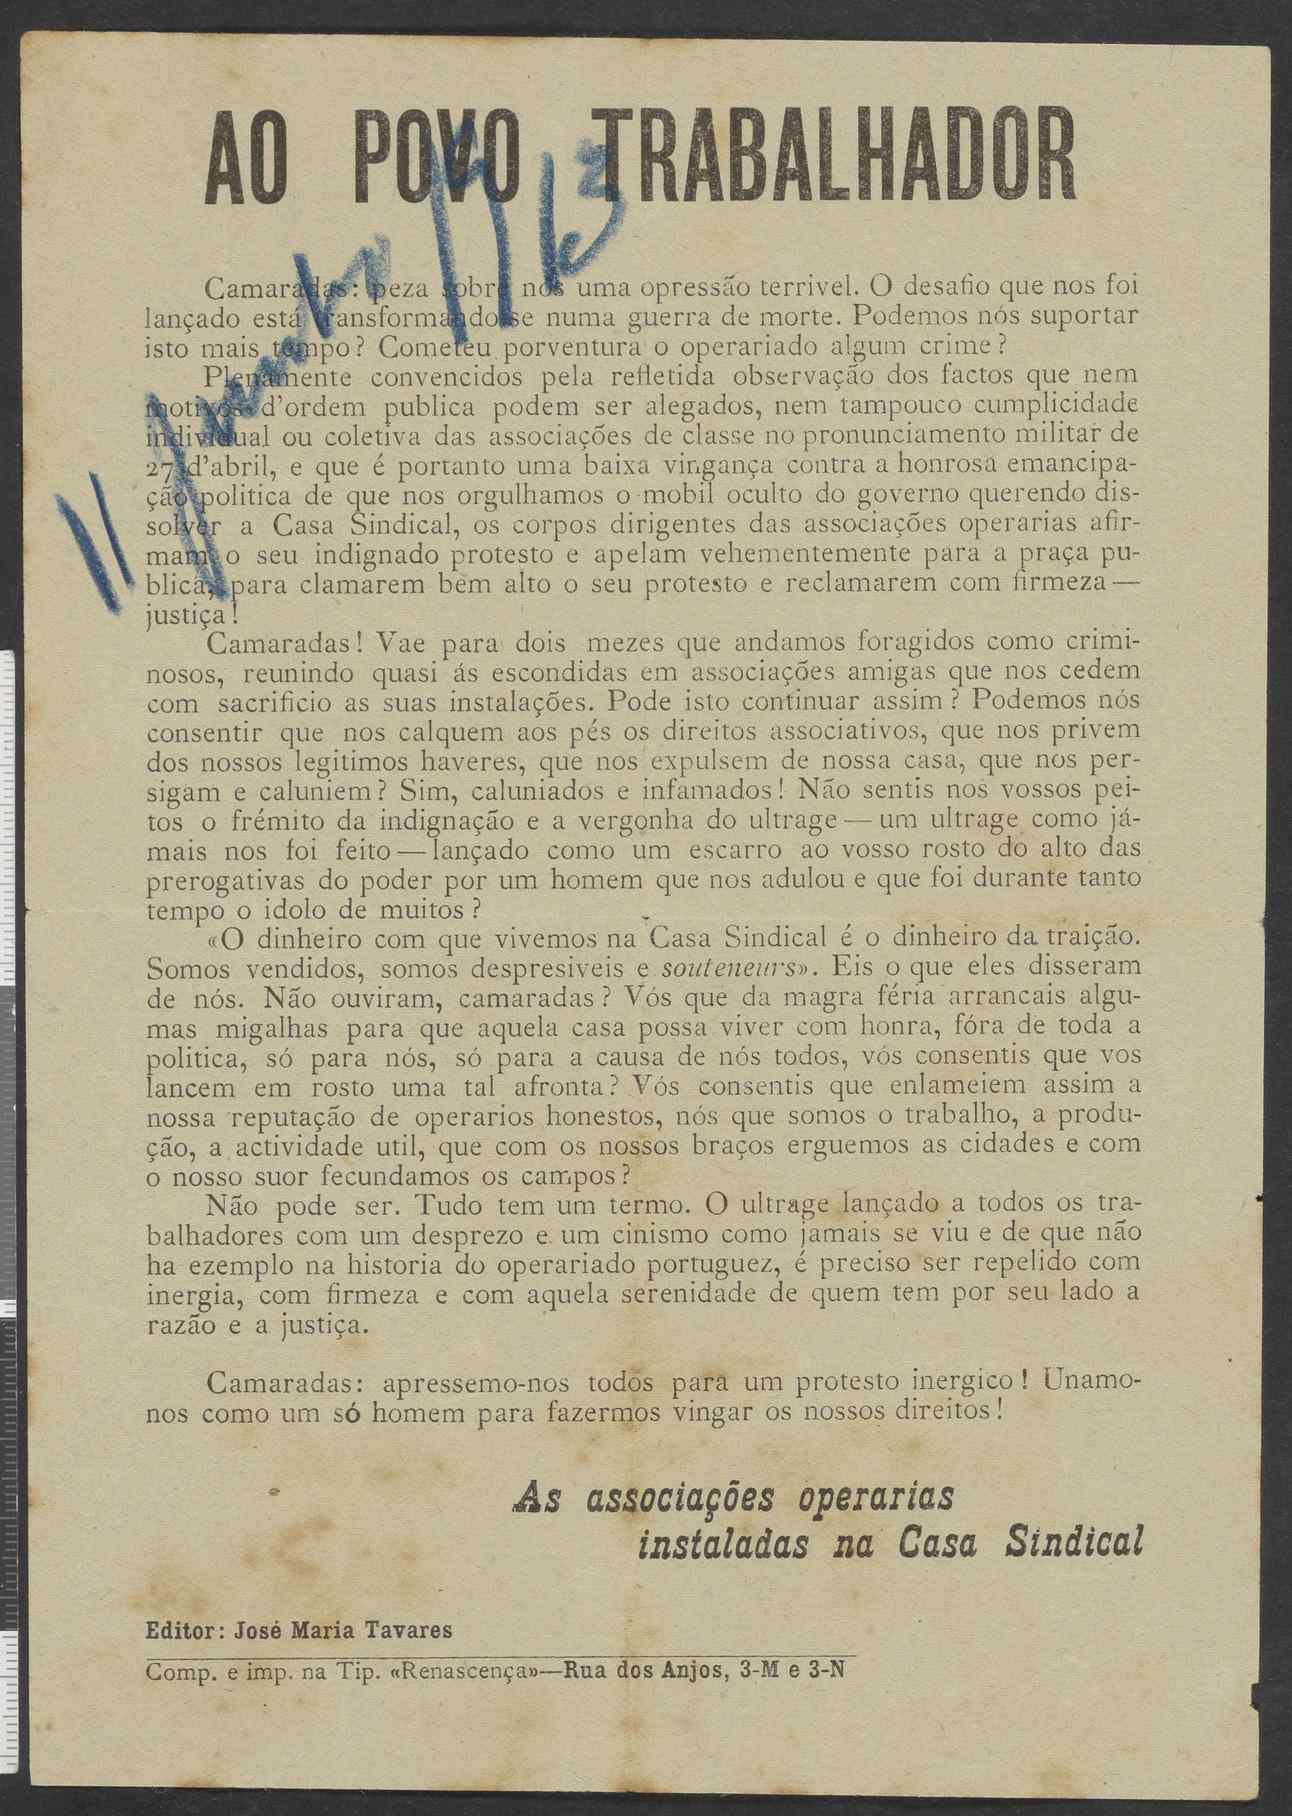 AO POVO TRABALHADOR
Camaradas: peza sobre nós uma opressão terrivel. O desafio que nos foi
lançado está transformando-se numa guerra de morte. Podemos nós suportar
isto mais tempo? Cometeu porventura o operariado algum crime?
Plenamente convencidos pela refletida observação dos factos que nem
motivos d'ordem publica podem ser alegados, nem tampouco cumplicidade
individual ou coletiva das associações de classe no pronunciamento militar de
27 d'abril, e que é portanto uma baixa vingança contra a honrosa emancipa-
ção politica de que nos orgulhamos o mobil oculto do governo querendo dis-
solver a Casa Sindical, os corpos dirigentes das associações operarias afir-
mam o seu indignado protesto e apelam vehementemente para a praça pu-
blica, para clamarem bem alto o seu protesto e reclamarem com firmeza—
justiça!
Camaradas! Vae para dois mezes que andamos foragidos como crimi-
nosos, reunindo quasi ás escondidas em associações amigas que nos cedem
com sacrificio as suas instalações. Pode isto continuar assim? Podemos nós
consentir que nos calquem aos pés os direitos associativos, que nos privem
dos nossos legitimos haveres, que nos expulsem de nossa casa, que nos per-
sigam e caluniem? Sim, caluniados e infamados! Não sentis nos vossos pei-
tos o frémito da indignação e a vergonha do ultrage—um ultrage como já-
mais nos foi feito—lançado como um escarro ao vosso rosto do alto das
prerogativas do poder por um homem que nos adulou e que foi durante tanto
tempo o idolo de muitos?
«O dinheiro com que vivemos na Casa Sindical é o dinheiro da traição.
Somos vendidos, somos despresiveis e souteneurs». Eis o que eles disseram
de nós. Não ouviram, camaradas? Vós que da magra féria arrancais algu-
mas migalhas para que aquela casa possa viver com honra, fóra de toda a
politica, só para nós, só para a causa de nós todos, vós consentis que vos
lancem em rosto uma tal afronta? Vós consentis que enlameiem assim a
nossa reputação de operarios honestos, nós que somos o trabalho, a produ-
ção, a actividade util, que com os nossos braços erguemos as cidades e com
o nosso suor fecundamos os campos?
Não pode ser. Tudo tem um termo. O ultrage lançado a todos os tra-
balhadores com um desprezo e um cinismo como jamais se viu e de que não
ha ezemplo na historia do operariado portuguez, é preciso ser repelido com
inergia, com firmeza e com aquela serenidade de quem tem por seu lado a
razão e a justiça.
Camaradas: apressemo-nos todos para um protesto inergico! Unamo-
nos como um só homem para fazermos vingar os nossos direitos!
As associações operarias
instaladas na Casa Sindical
Editor: José Maria Tavares
Comp. e imp. na Tip. «Renascença»—Rua dos Anjos, 3-M e 3-N